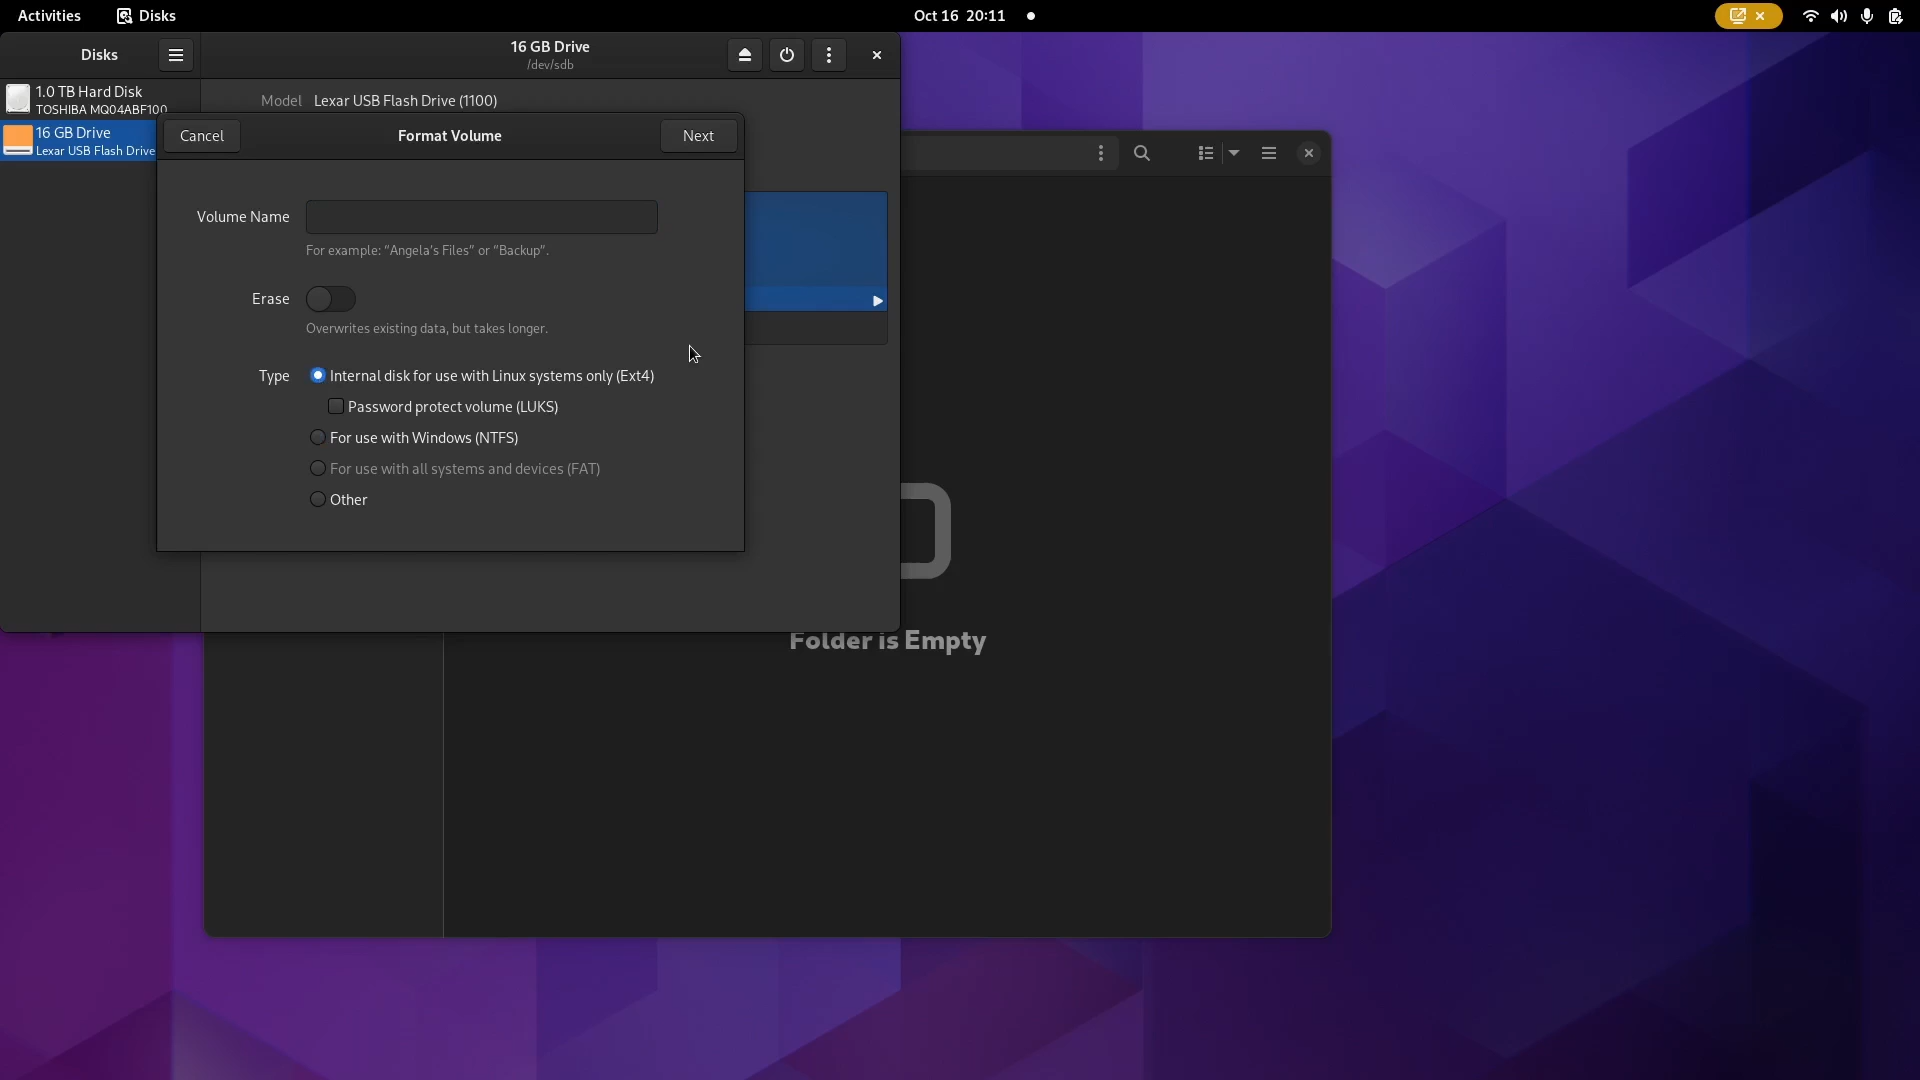 Activities
Disks
Oct 16 20:11
Disks
16 GB Drive
/dev/sdb
1.0 TB Hard Disk
TOSHIBA MQ04ABF100
16 GB Drive
Lexar USB Flash Drive
Model Lexar USB Flash Drive (1100)
Cancel
Format Volume
Next
Volume Name
For example: “Angela’s Files” or “Backup”.
Erase
Overwrites existing data, but takes longer.
Type
Internal disk for use with Linux systems only (Ext4)
Password protect volume (LUKS)
For use with Windows (NTFS)
For use with all systems and devices (FAT)
Other
Folder is Empty